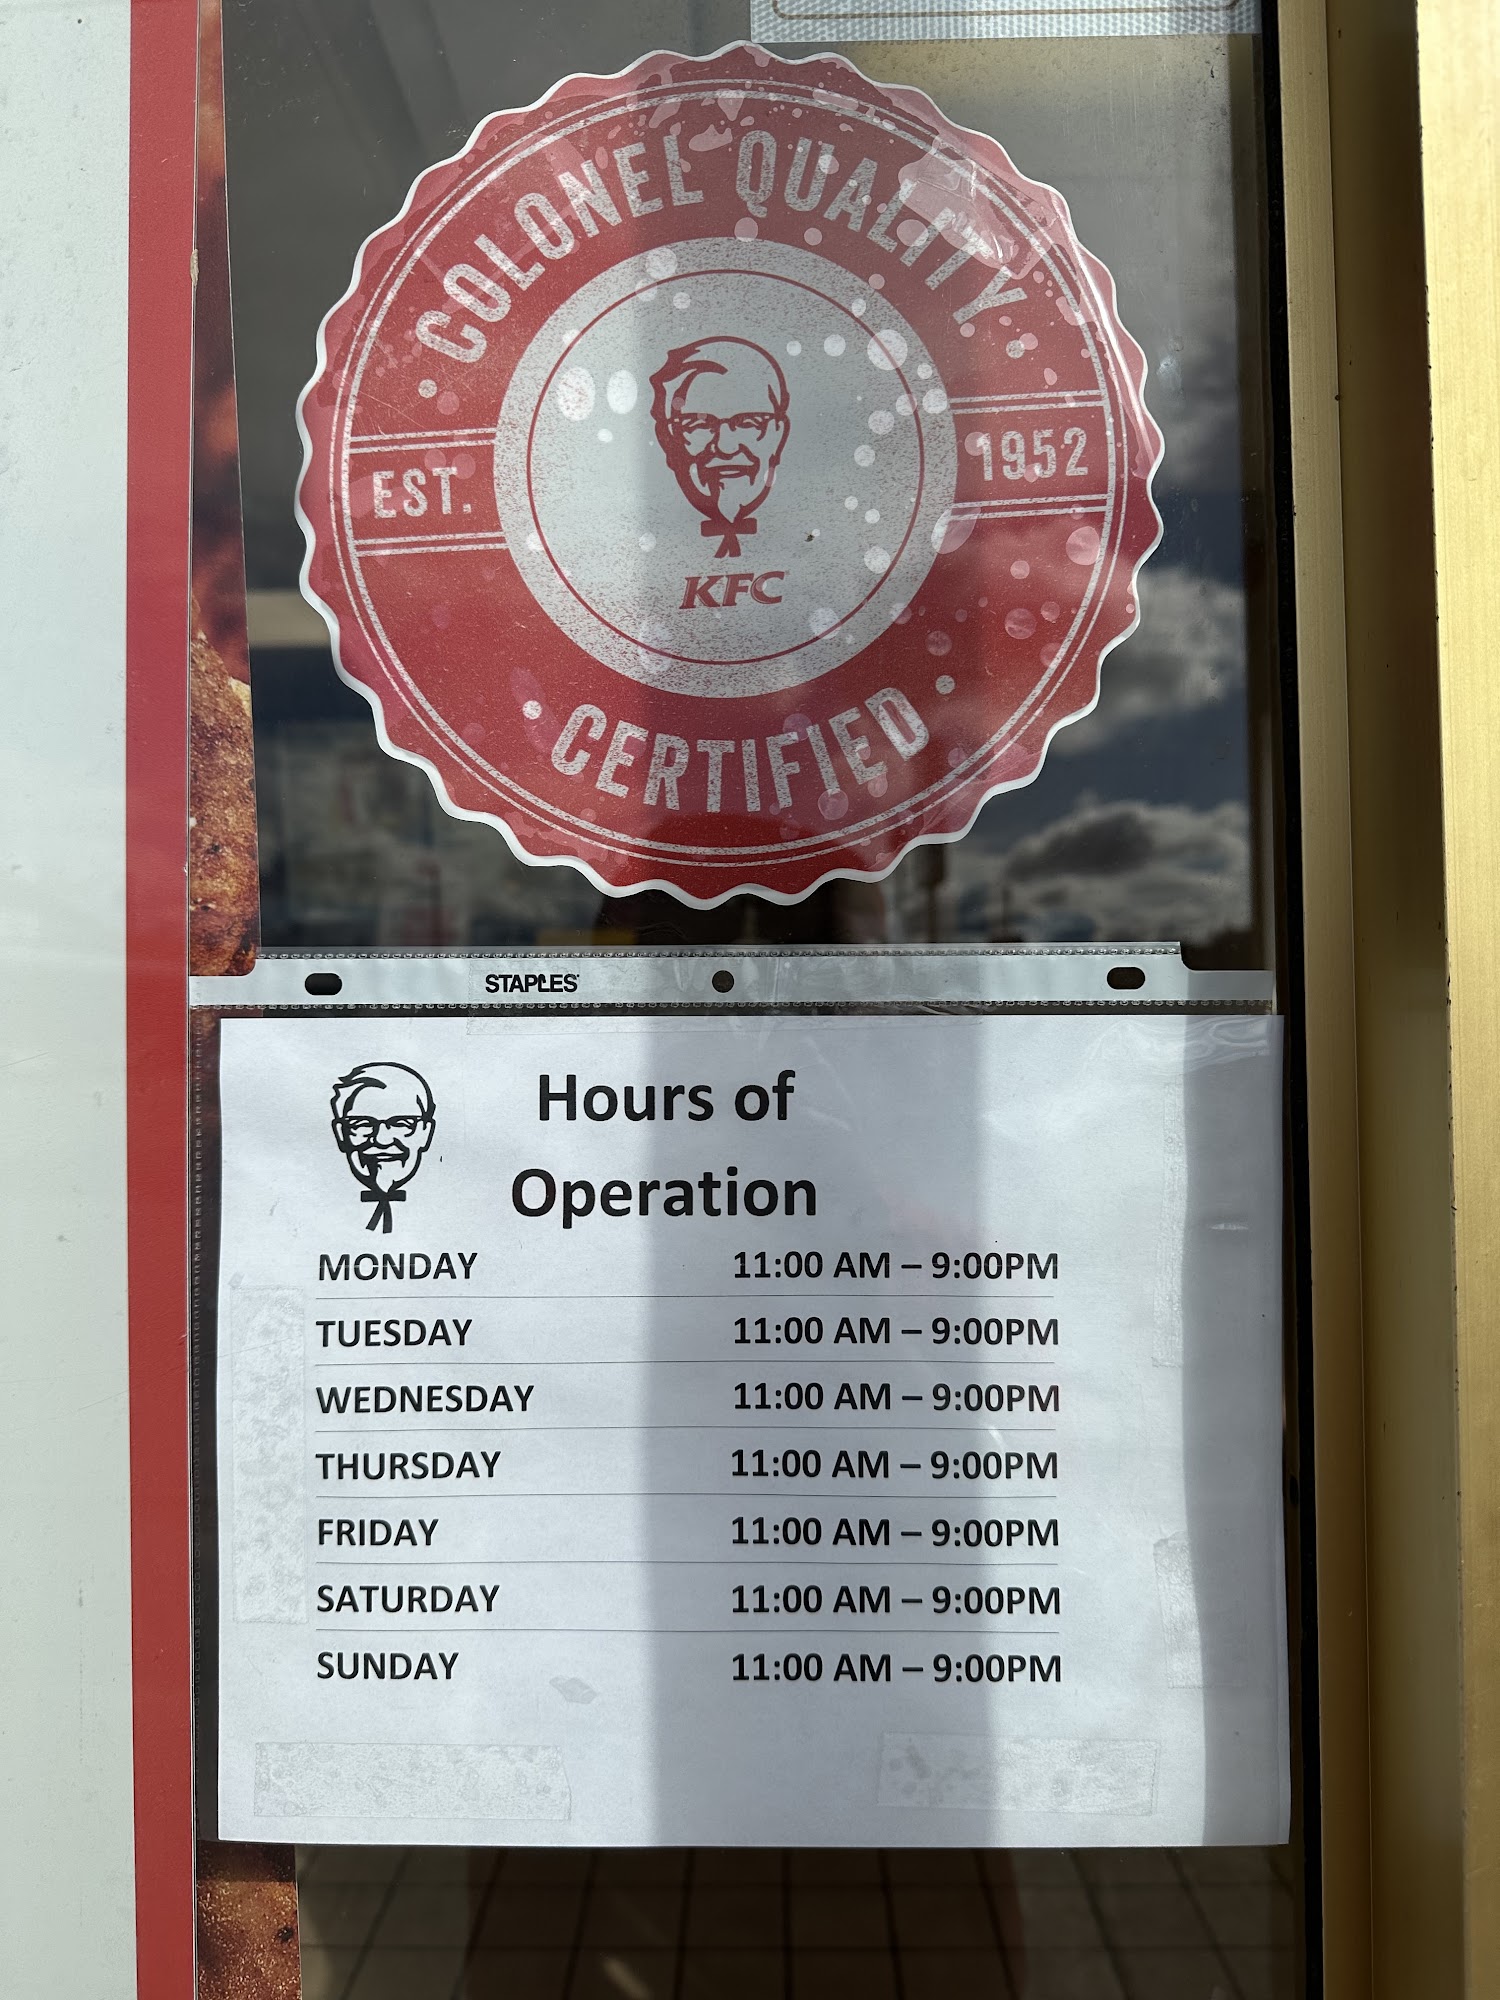 COLONEL QUALITY
EST. 1952
KFC
CERTIFIED
STAPLES
Hours of
Operation
MONDAY 11:00 AM – 9:00PM
TUESDAY 11:00 AM – 9:00PM
WEDNESDAY 11:00 AM – 9:00PM
THURSDAY 11:00 AM – 9:00PM
FRIDAY 11:00 AM – 9:00PM
SATURDAY 11:00 AM – 9:00PM
SUNDAY 11:00 AM – 9:00PM